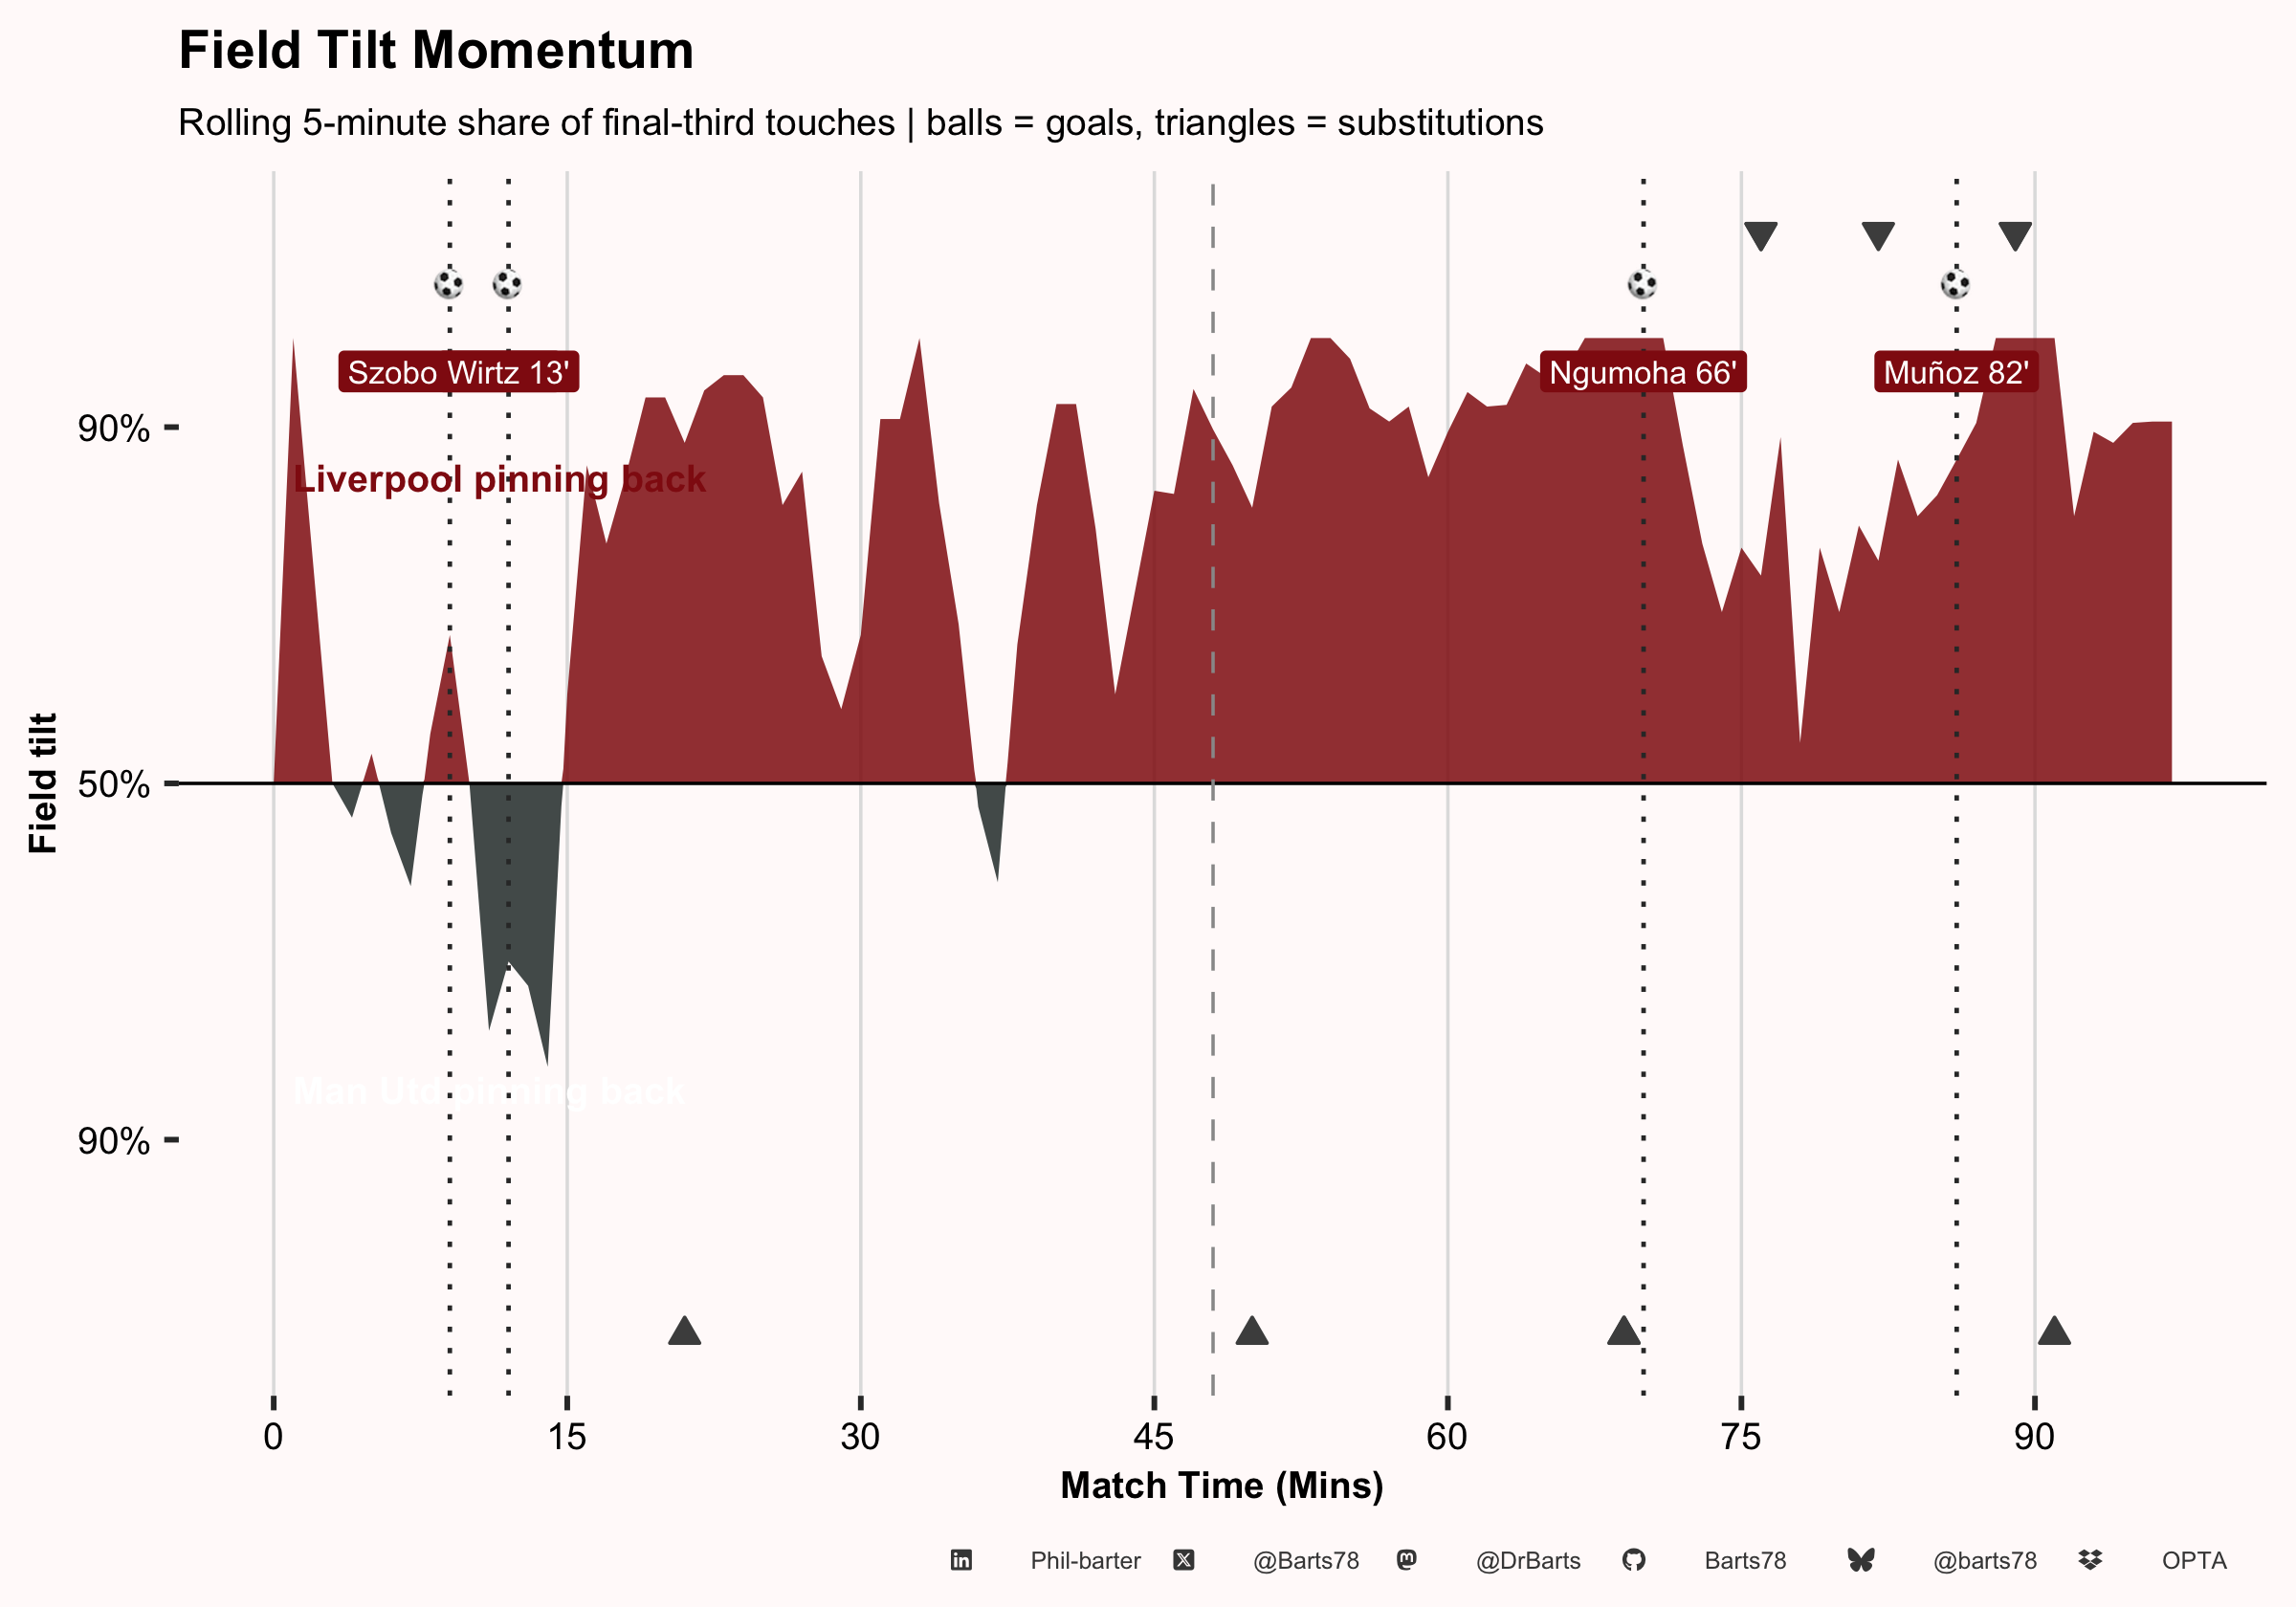 Field Tilt Momentum
Rolling 5-minute share of final-third touches | balls = goals, triangles = substitutions
Szobo Wirtz 13'
Ngumoha 66'
Muñoz 82'
90%
Liverpool pinning back
50%
Field tilt
Man Utd pinning back
90%
0 15 30 45 60 75 90
Match Time (Mins)
Phil-barter @Barts78 @DrBarts Barts78 @barts78 OPTA